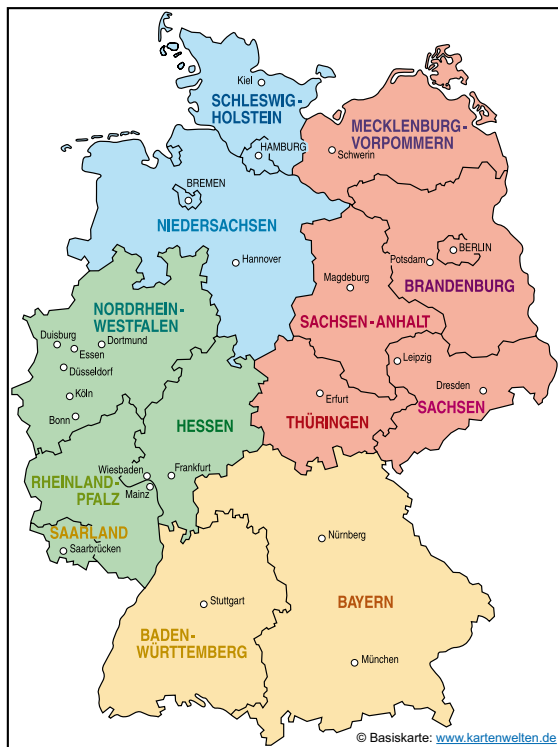 Kiel
SCHLESWIG-
HOLSTEIN
MECKLENBURG-
VORPOMMERN
HAMBURG
Schwerin
BREMEN
NIEDERSACHSEN
BERLIN
Hannover
Potsdam
Magdeburg
BRANDENBURG
NORDRHEIN-
WESTFALEN
SACHSEN-ANHALT
Duisburg
Dortmund
Essen
Düsseldorf
Leipzig
Köln
Erfurt
Dresden
SACHSEN
Bonn
HESSEN
THÜRINGEN
Wiesbaden
Frankfurt
RHEINLAND-
PFALZ
Mainz
SAARLAND
Saarbrücken
Nürnberg
Stuttgart
BAYERN
BADEN-
WÜRTTEMBERG
München
© Basiskarte: www.kartenwelten.de